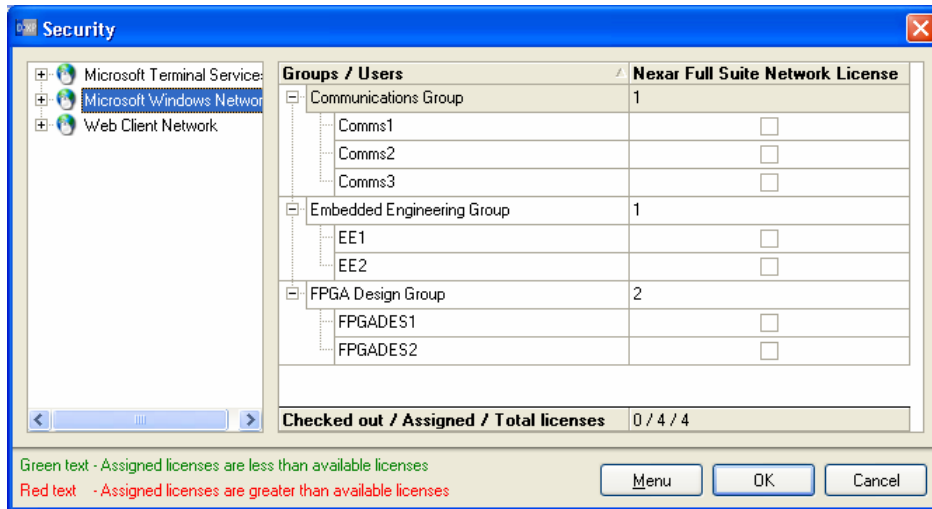 DXP Security
Microsoft Terminal Service
Microsoft Windows Networ
Web Client Network
Groups / Users Nexar Full Suite Network License
Communications Group 1
Comms1
Comms2
Comms3
Embedded Engineering Group 1
EE1
EE2
FPGA Design Group 2
FPGADES1
FPGADES2
Checked out / Assigned / Total licenses 0 / 4 / 4
Green text - Assigned licenses are less than available licenses
Red text - Assigned licenses are greater than available licenses
Menu OK Cancel